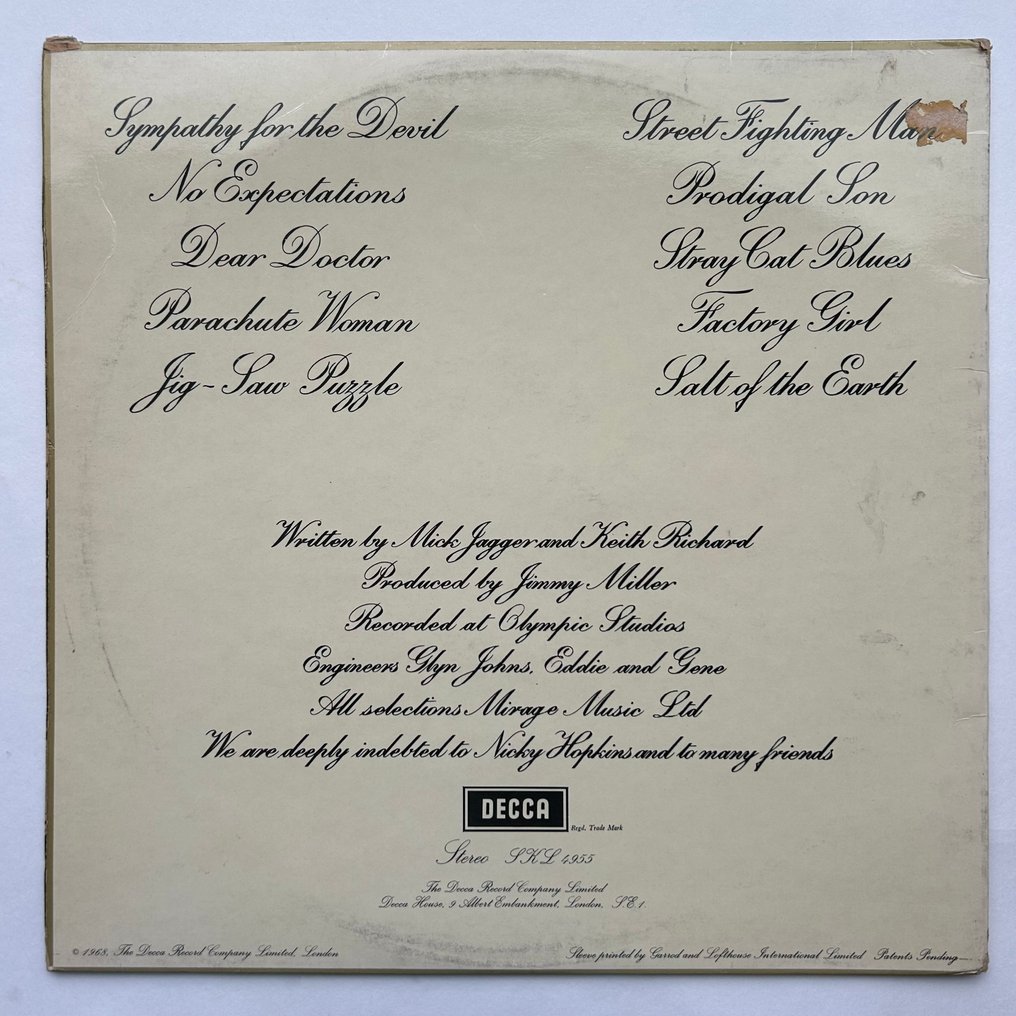 Sympathy for the Devil
No Expectations
Dear Doctor
Parachute Woman
Jig-Saw Puzzle
Street Fighting Man
Prodigal Son
Stray Cat Blues
Factory Girl
Salt of the Earth
Written by Mick Jagger and Keith Richard
Produced by Jimmy Miller
Recorded at Olympic Studios
Engineers Glyn Johns, Eddie and Gene
All selections Mirage Music Ltd
We are deeply indebted to Nicky Hopkins and to many friends
DECCA
Regd. Trade Mark
Stereo SKL 4955
The Decca Record Company Limited
Decca House, 9 Albert Embankment, London, S.E.1.
© 1968, The Decca Record Company Limited, London
Sleeve printed by Garrod and Lofthouse International Limited Patents Pending